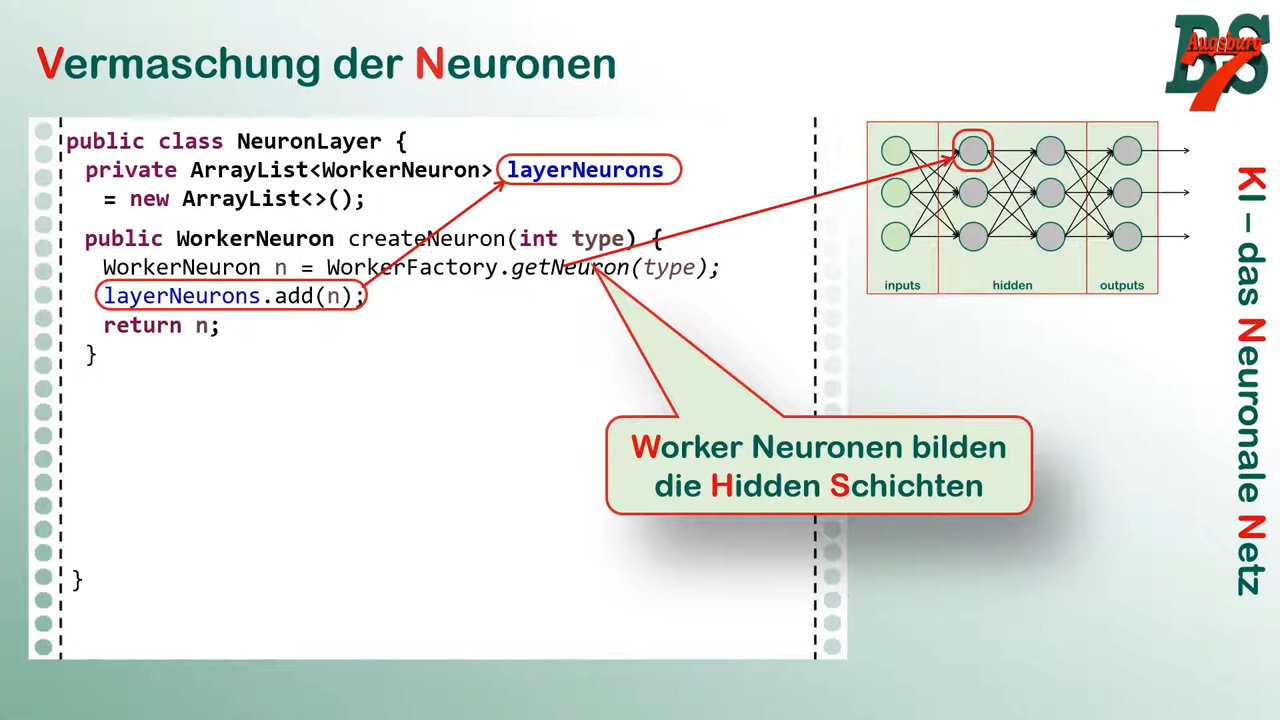 Vermaschung der Neuronen
BS
Augsburg
7
public class NeuronLayer {
private ArrayList<WorkerNeuron> layerNeurons
= new ArrayList<>();
public WorkerNeuron createNeuron(int type) {
WorkerNeuron n = WorkerFactory.getNeuron(type);
layerNeurons.add(n);
return n;
}
}
inputs
hidden
outputs
Worker Neuronen bilden
die Hidden Schichten
KI – das Neuronale Netz